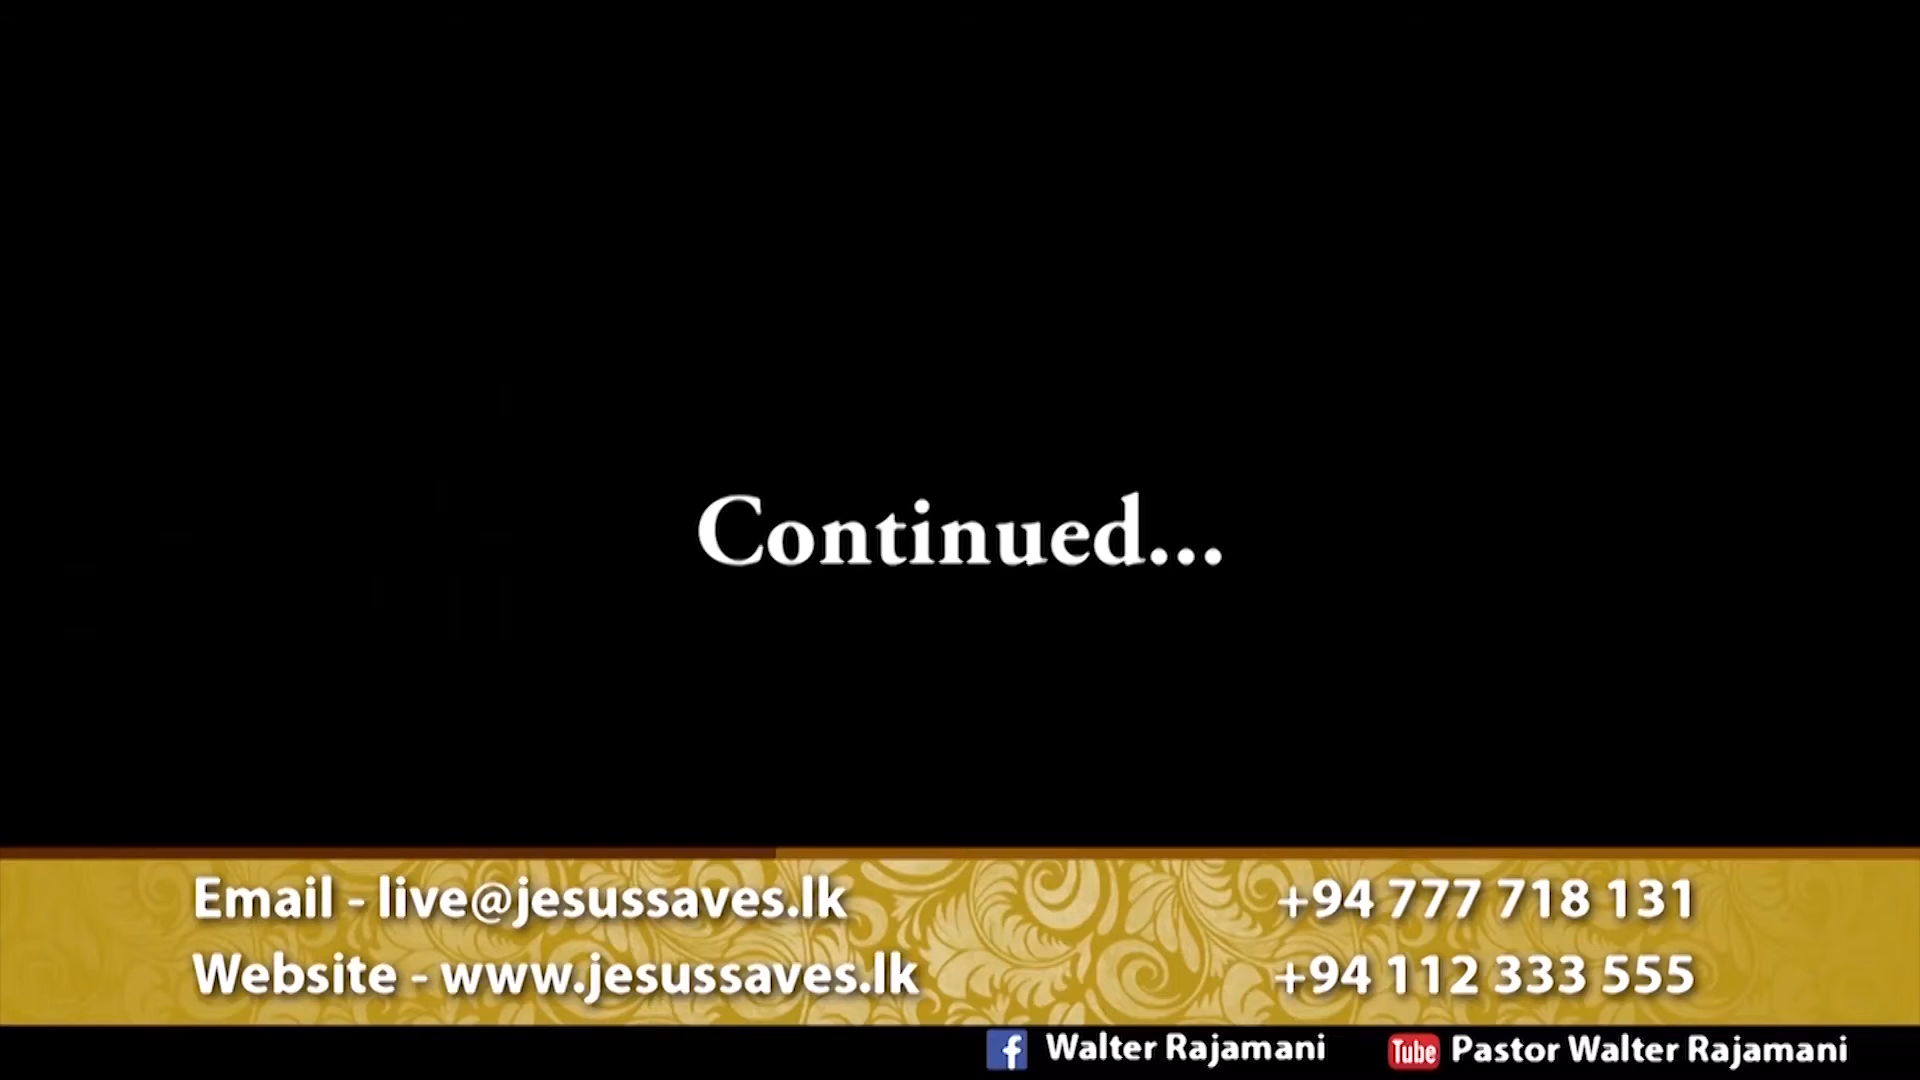 Continued...
Email - live@jesussaves.lk
+94 777 718 131
Website - www.jesussaves.lk
+94 112 333 555
f Walter Rajamani
Tube Pastor Walter Rajamani